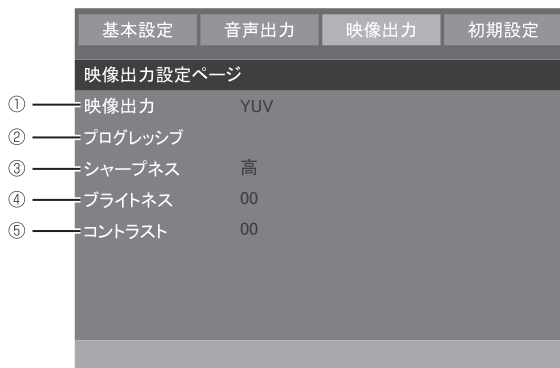 基本設定 音声出力 映像出力 初期設定
映像出力設定ページ
① 映像出力 YUV
② プログレッシブ
③ シャープネス 高
④ ブライトネス 00
⑤ コントラスト 00